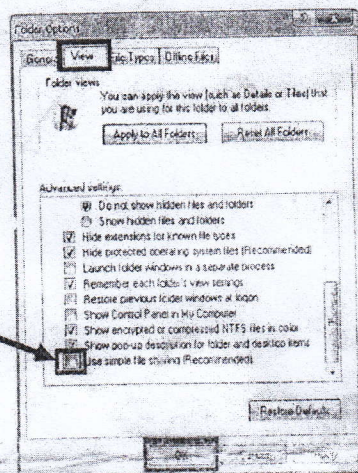 Folder Options
General View File Types Offline Files
Folder views
You can apply the view (such as Details or Tiles) that
you are using for this folder to all folders.
Apply to All Folders Reset All Folders
Advanced settings:
Do not show hidden files and folders
Show hidden files and folders
Hide extensions for known file types
Hide protected operating system files (Recommended)
Launch folder windows in a separate process
Remember each folder's view settings
Restore previous folder windows at logon
Show Control Panel in My Computer
Show encrypted or compressed NTFS files in color
Show pop-up description for folder and desktop items
Use simple file sharing (Recommended)
Restore Defaults
OK Cancel